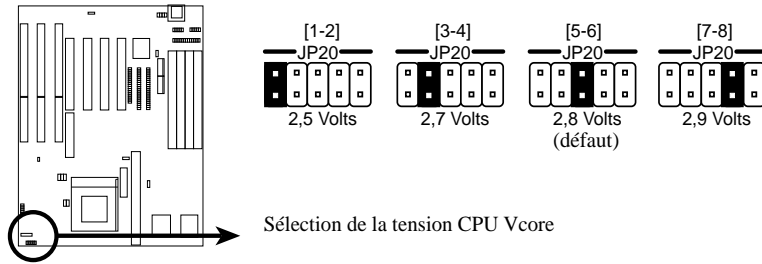 [1-2] [3-4] [5-6] [7-8]
JP20 JP20 JP20 JP20
2,5 Volts 2,7 Volts 2,8 Volts 2,9 Volts
(défaut)
Sélection de la tension CPU Vcore